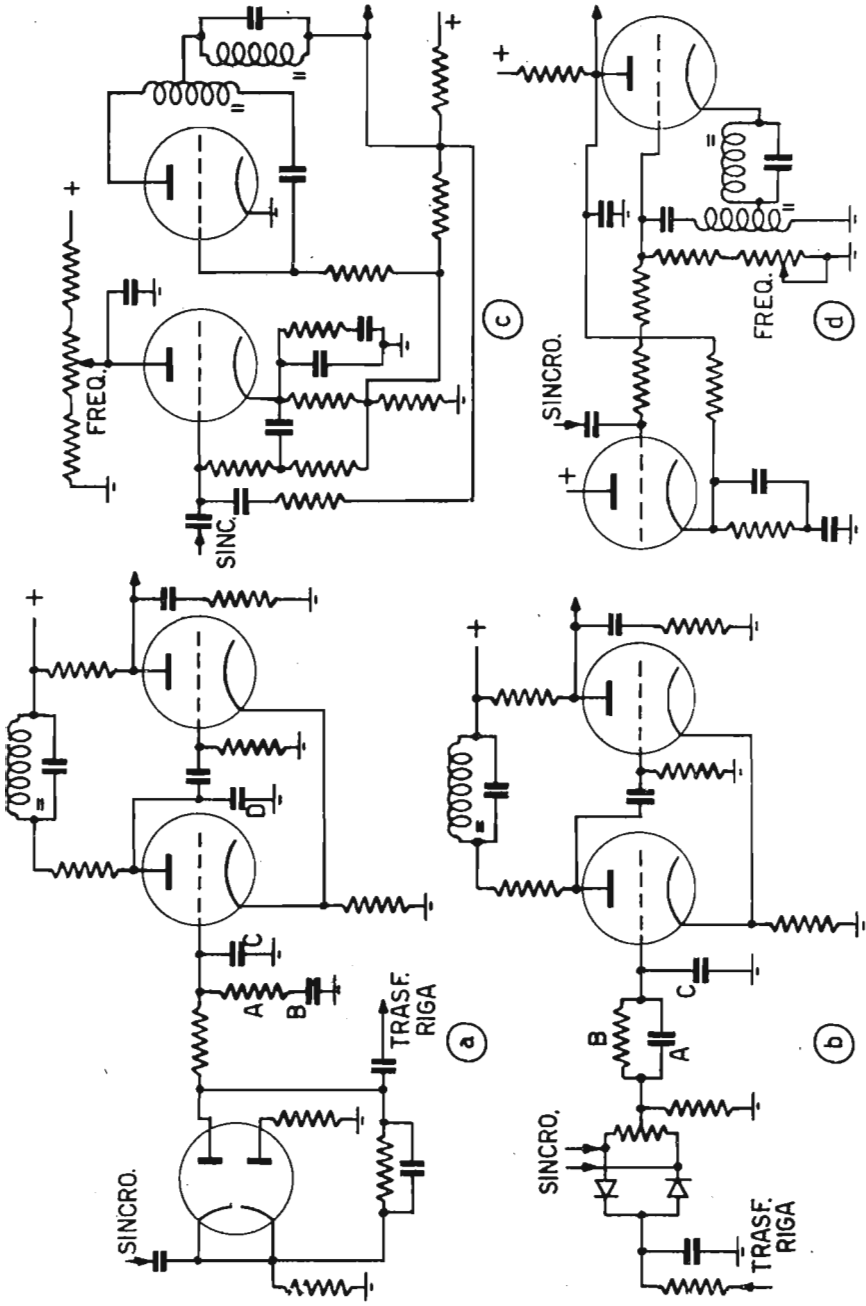 SINCRO.
TRASF.
RIGA
A
B
C
D
+
a
SINCRO.
TRASF.
RIGA
B
A
C
+
b
SINC.
FREQ.
+
+
c
SINCRO.
+
FREQ.
+
d